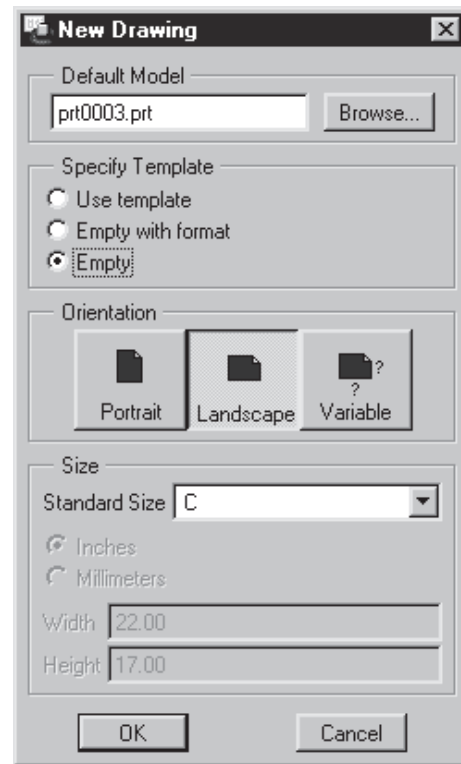 New Drawing
Default Model
prt0003.prt Browse...
Specify Template
Use template
Empty with format
Empty
Orientation
?
?
Portrait Landscape Variable
Size
Standard Size C
Inches
Millimeters
Width 22.00
Height 17.00
OK Cancel